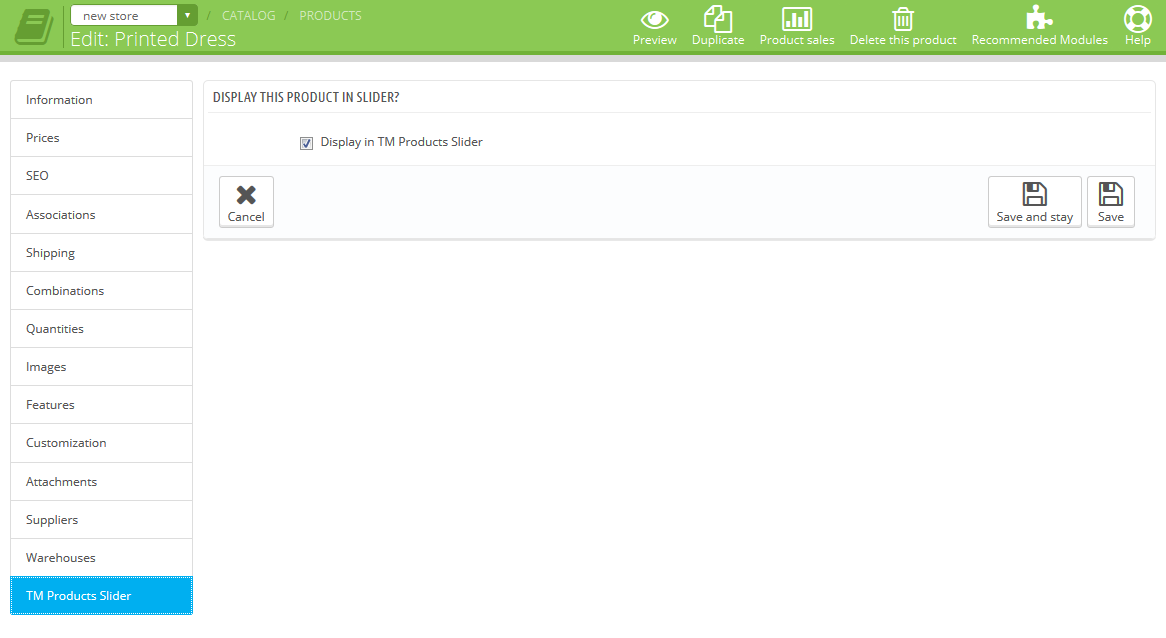 new store
/ CATALOG / PRODUCTS
Edit: Printed Dress
Preview
Duplicate
Product sales
Delete this product
Recommended Modules
Help
Information
Prices
SEO
Associations
Shipping
Combinations
Quantities
Images
Features
Customization
Attachments
Suppliers
Warehouses
TM Products Slider
DISPLAY THIS PRODUCT IN SLIDER?
Display in TM Products Slider
Cancel
Save and stay
Save